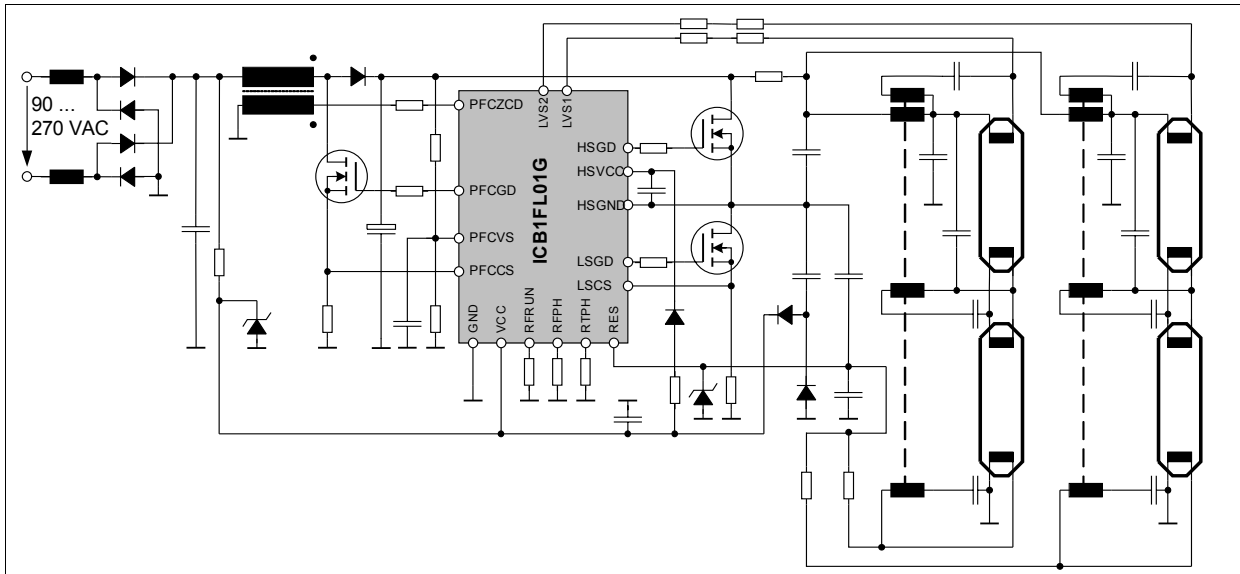 90 ...
270 VAC
PFCZCD
PFCGD
PFCVS
PFCCS
ICB1FL01G
LVS2
LVS1
HSGD
HSVCC
HSGND
LSGD
LSCS
GND
VCC
RFRUN
RFPH
RTPH
RES